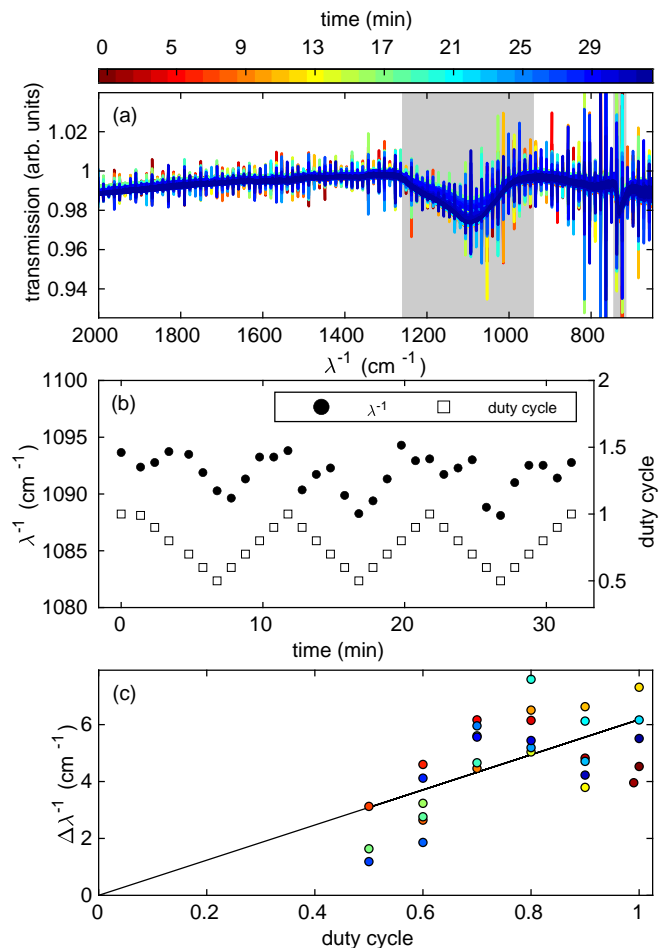 time (min)
0 5 9 13 18 22 25 29
(a)
transmission (arb. units)
1.02
1
0.98
0.96
0.94
2000 1800 1600 1400 1200 1000 800
λ⁻¹ (cm⁻¹)
(b)
λ⁻¹ duty cycle
λ⁻¹ (cm⁻¹)
1100
1095
1090
1085
1080
2
1.5
1
0.5
duty cycle
0 10 20 30
time (min)
(c)
Δλ⁻¹ (cm⁻¹)
6
4
2
0
0 0.2 0.4 0.6 0.8 1
duty cycle